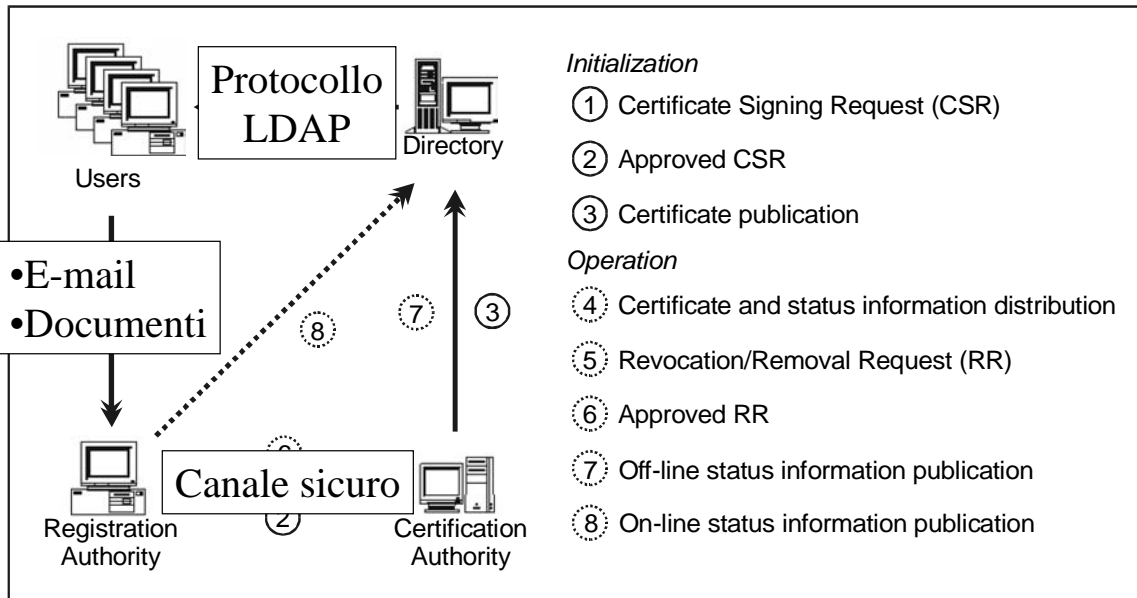 Protocollo
LDAP
Users
Directory
•E-mail
•Documenti
8
7
3
6
Canale sicuro
2
Registration
Authority
Certification
Authority
Initialization
1 Certificate Signing Request (CSR)
2 Approved CSR
3 Certificate publication
Operation
4 Certificate and status information distribution
5 Revocation/Removal Request (RR)
6 Approved RR
7 Off-line status information publication
8 On-line status information publication